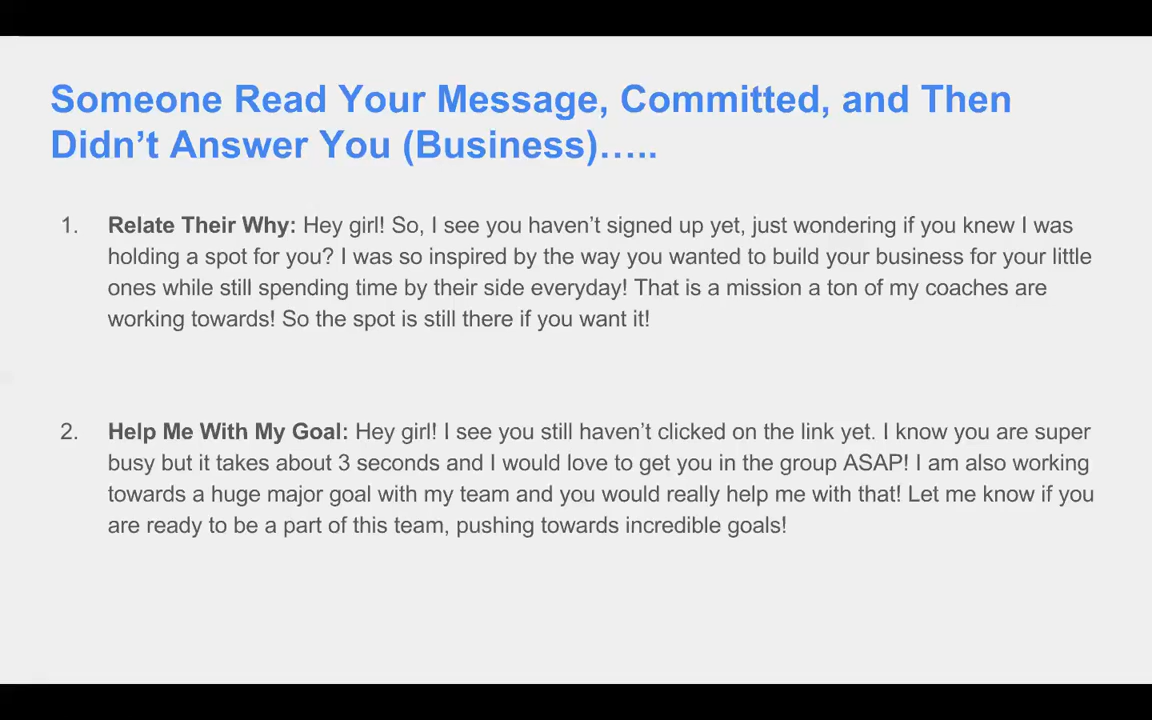 Someone Read Your Message, Committed, and Then
Didn’t Answer You (Business)…..
1. Relate Their Why: Hey girl! So, I see you haven’t signed up yet, just wondering if you knew I was
holding a spot for you? I was so inspired by the way you wanted to build your business for your little
ones while still spending time by their side everyday! That is a mission a ton of my coaches are
working towards! So the spot is still there if you want it!
2. Help Me With My Goal: Hey girl! I see you still haven’t clicked on the link yet. I know you are super
busy but it takes about 3 seconds and I would love to get you in the group ASAP! I am also working
towards a huge major goal with my team and you would really help me with that! Let me know if you
are ready to be a part of this team, pushing towards incredible goals!